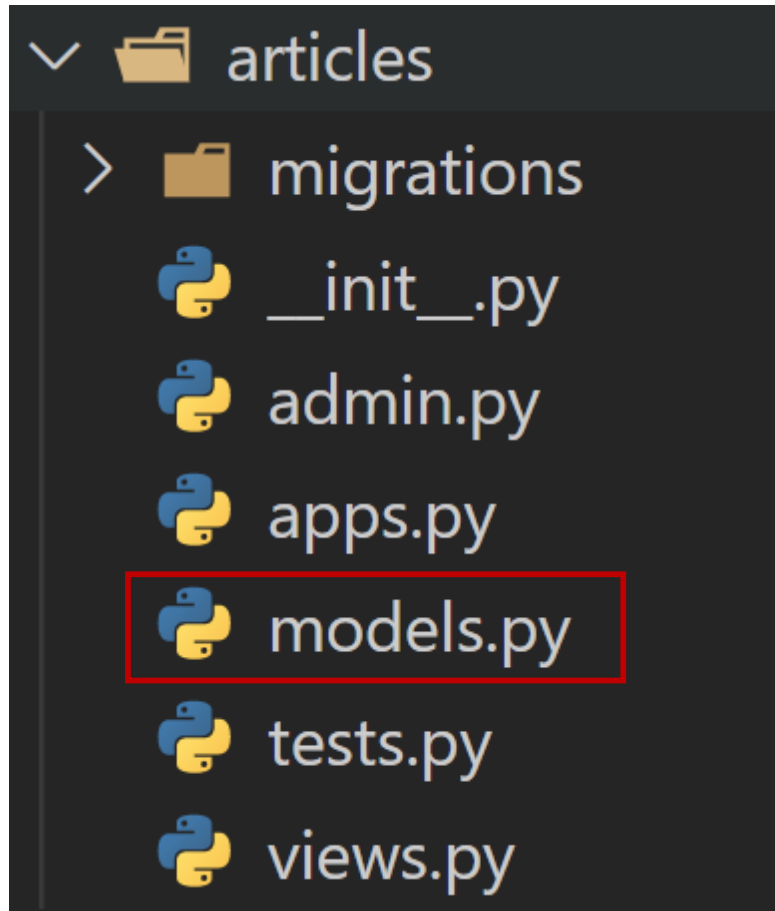 articles
migrations
__init__.py
admin.py
apps.py
models.py
tests.py
views.py